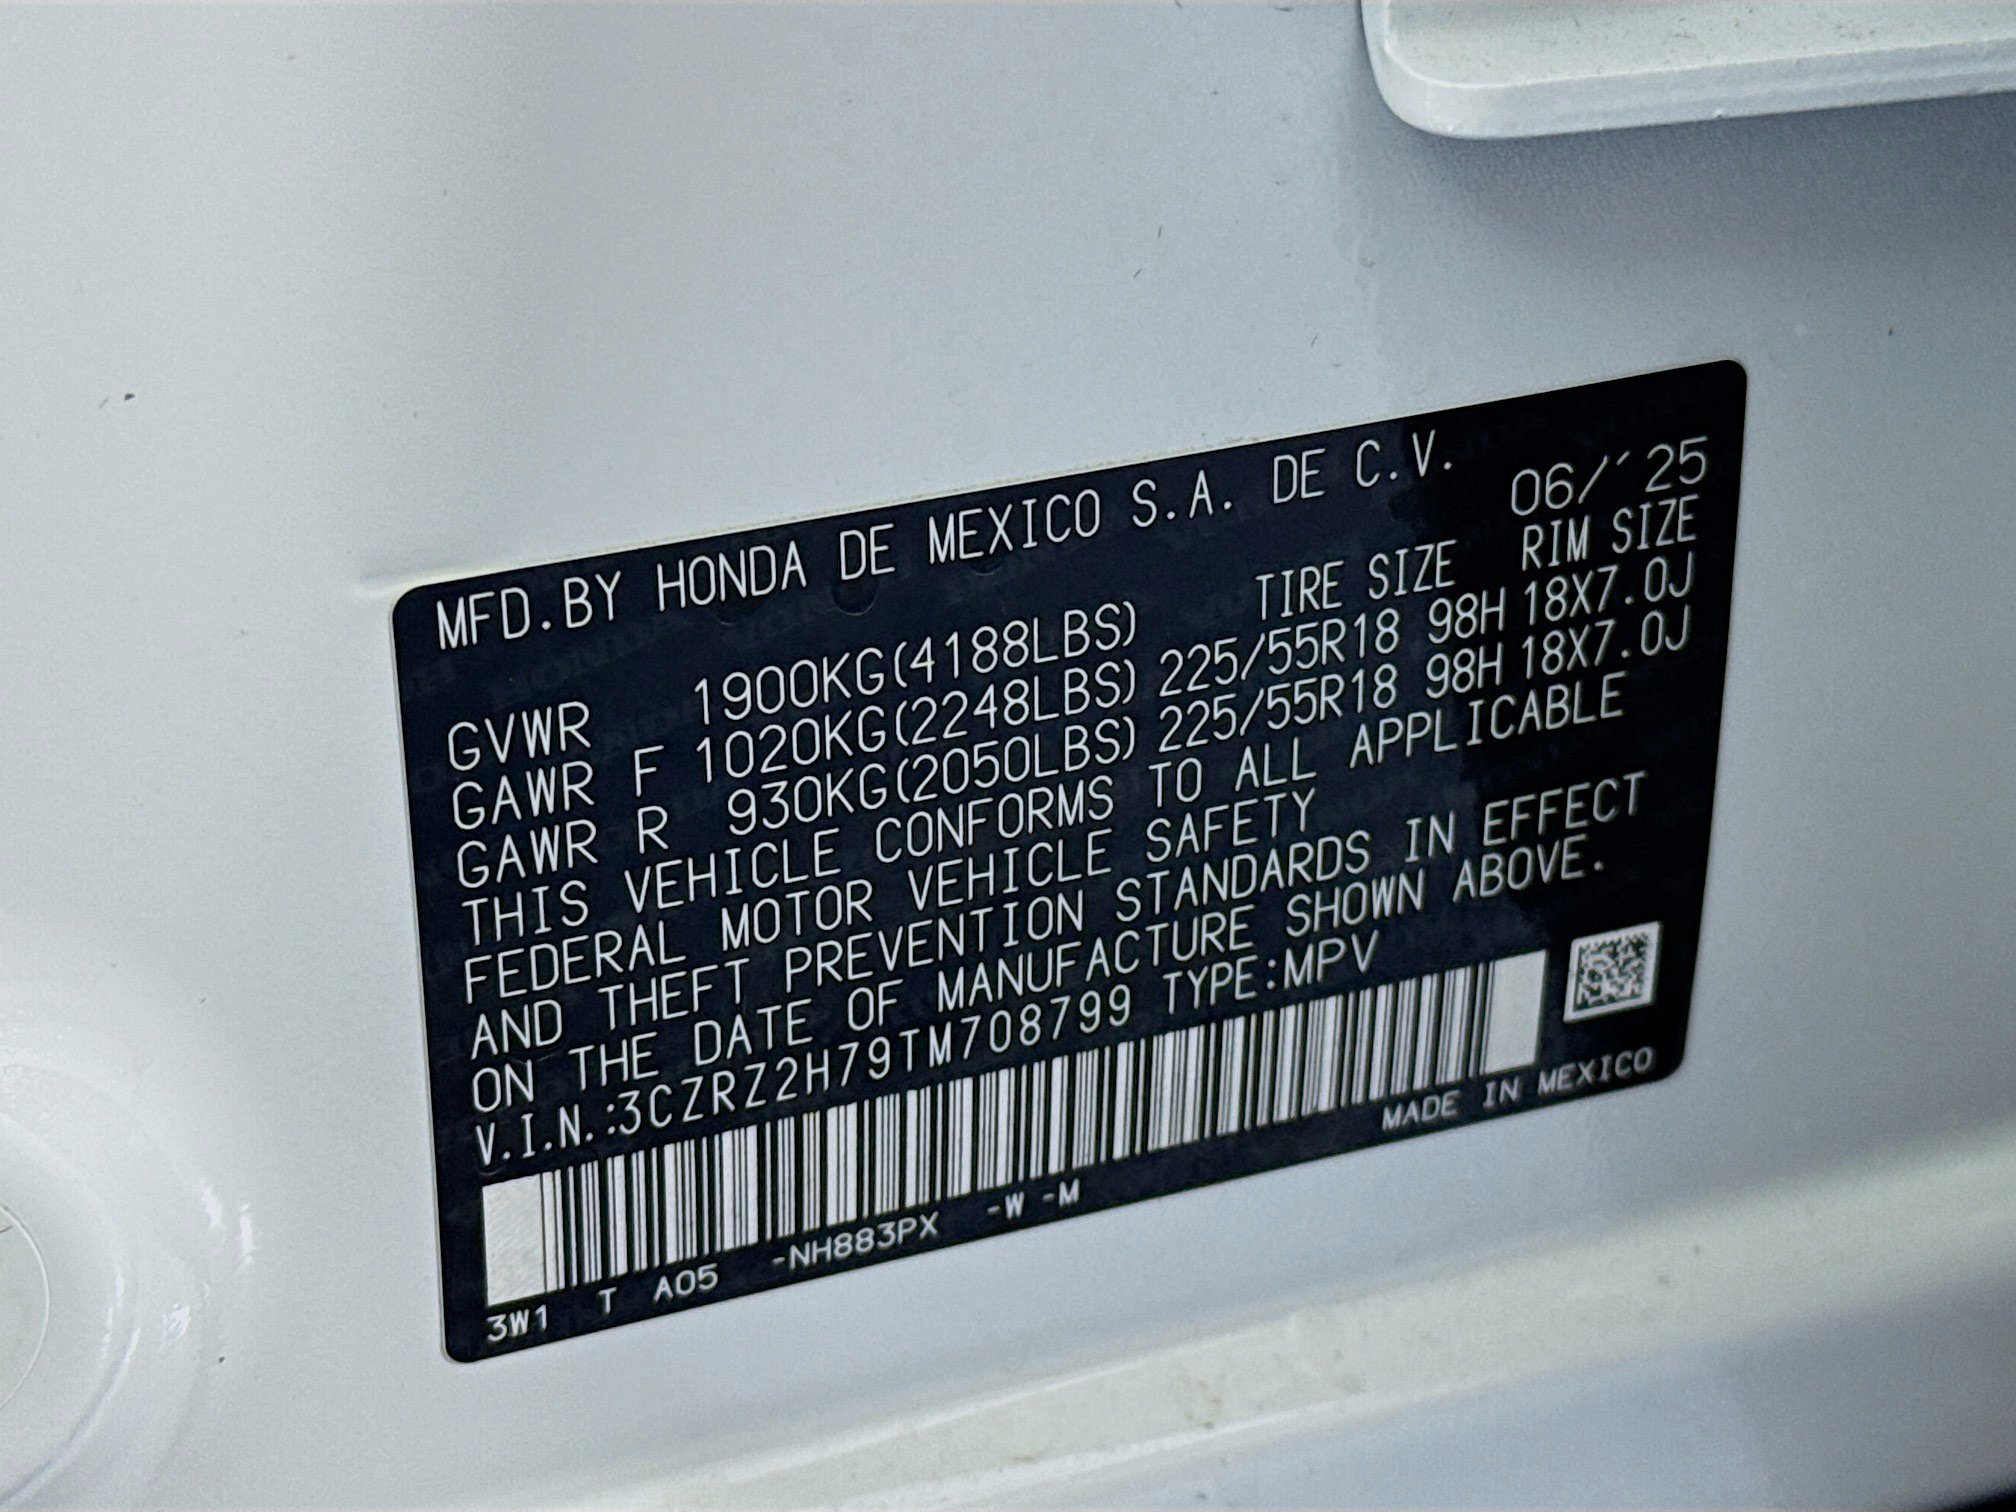 MFD.BY HONDA DE MEXICO S.A. DE C.V.
06/´25
TIRE SIZE RIM SIZE
GVWR 1900KG(4188LBS)
GAWR F 1020KG(2248LBS) 225/55R18 98H 18X7.0J
GAWR R 930KG(2050LBS) 225/55R18 98H 18X7.0J
THIS VEHICLE CONFORMS TO ALL APPLICABLE
FEDERAL MOTOR VEHICLE SAFETY
AND THEFT PREVENTION STANDARDS IN EFFECT
ON THE DATE OF MANUFACTURE SHOWN ABOVE.
V.I.N.:3CZRZ2H79TM708799 TYPE:MPV
MADE IN MEXICO
3W1 T A05 -NH883PX -W -M